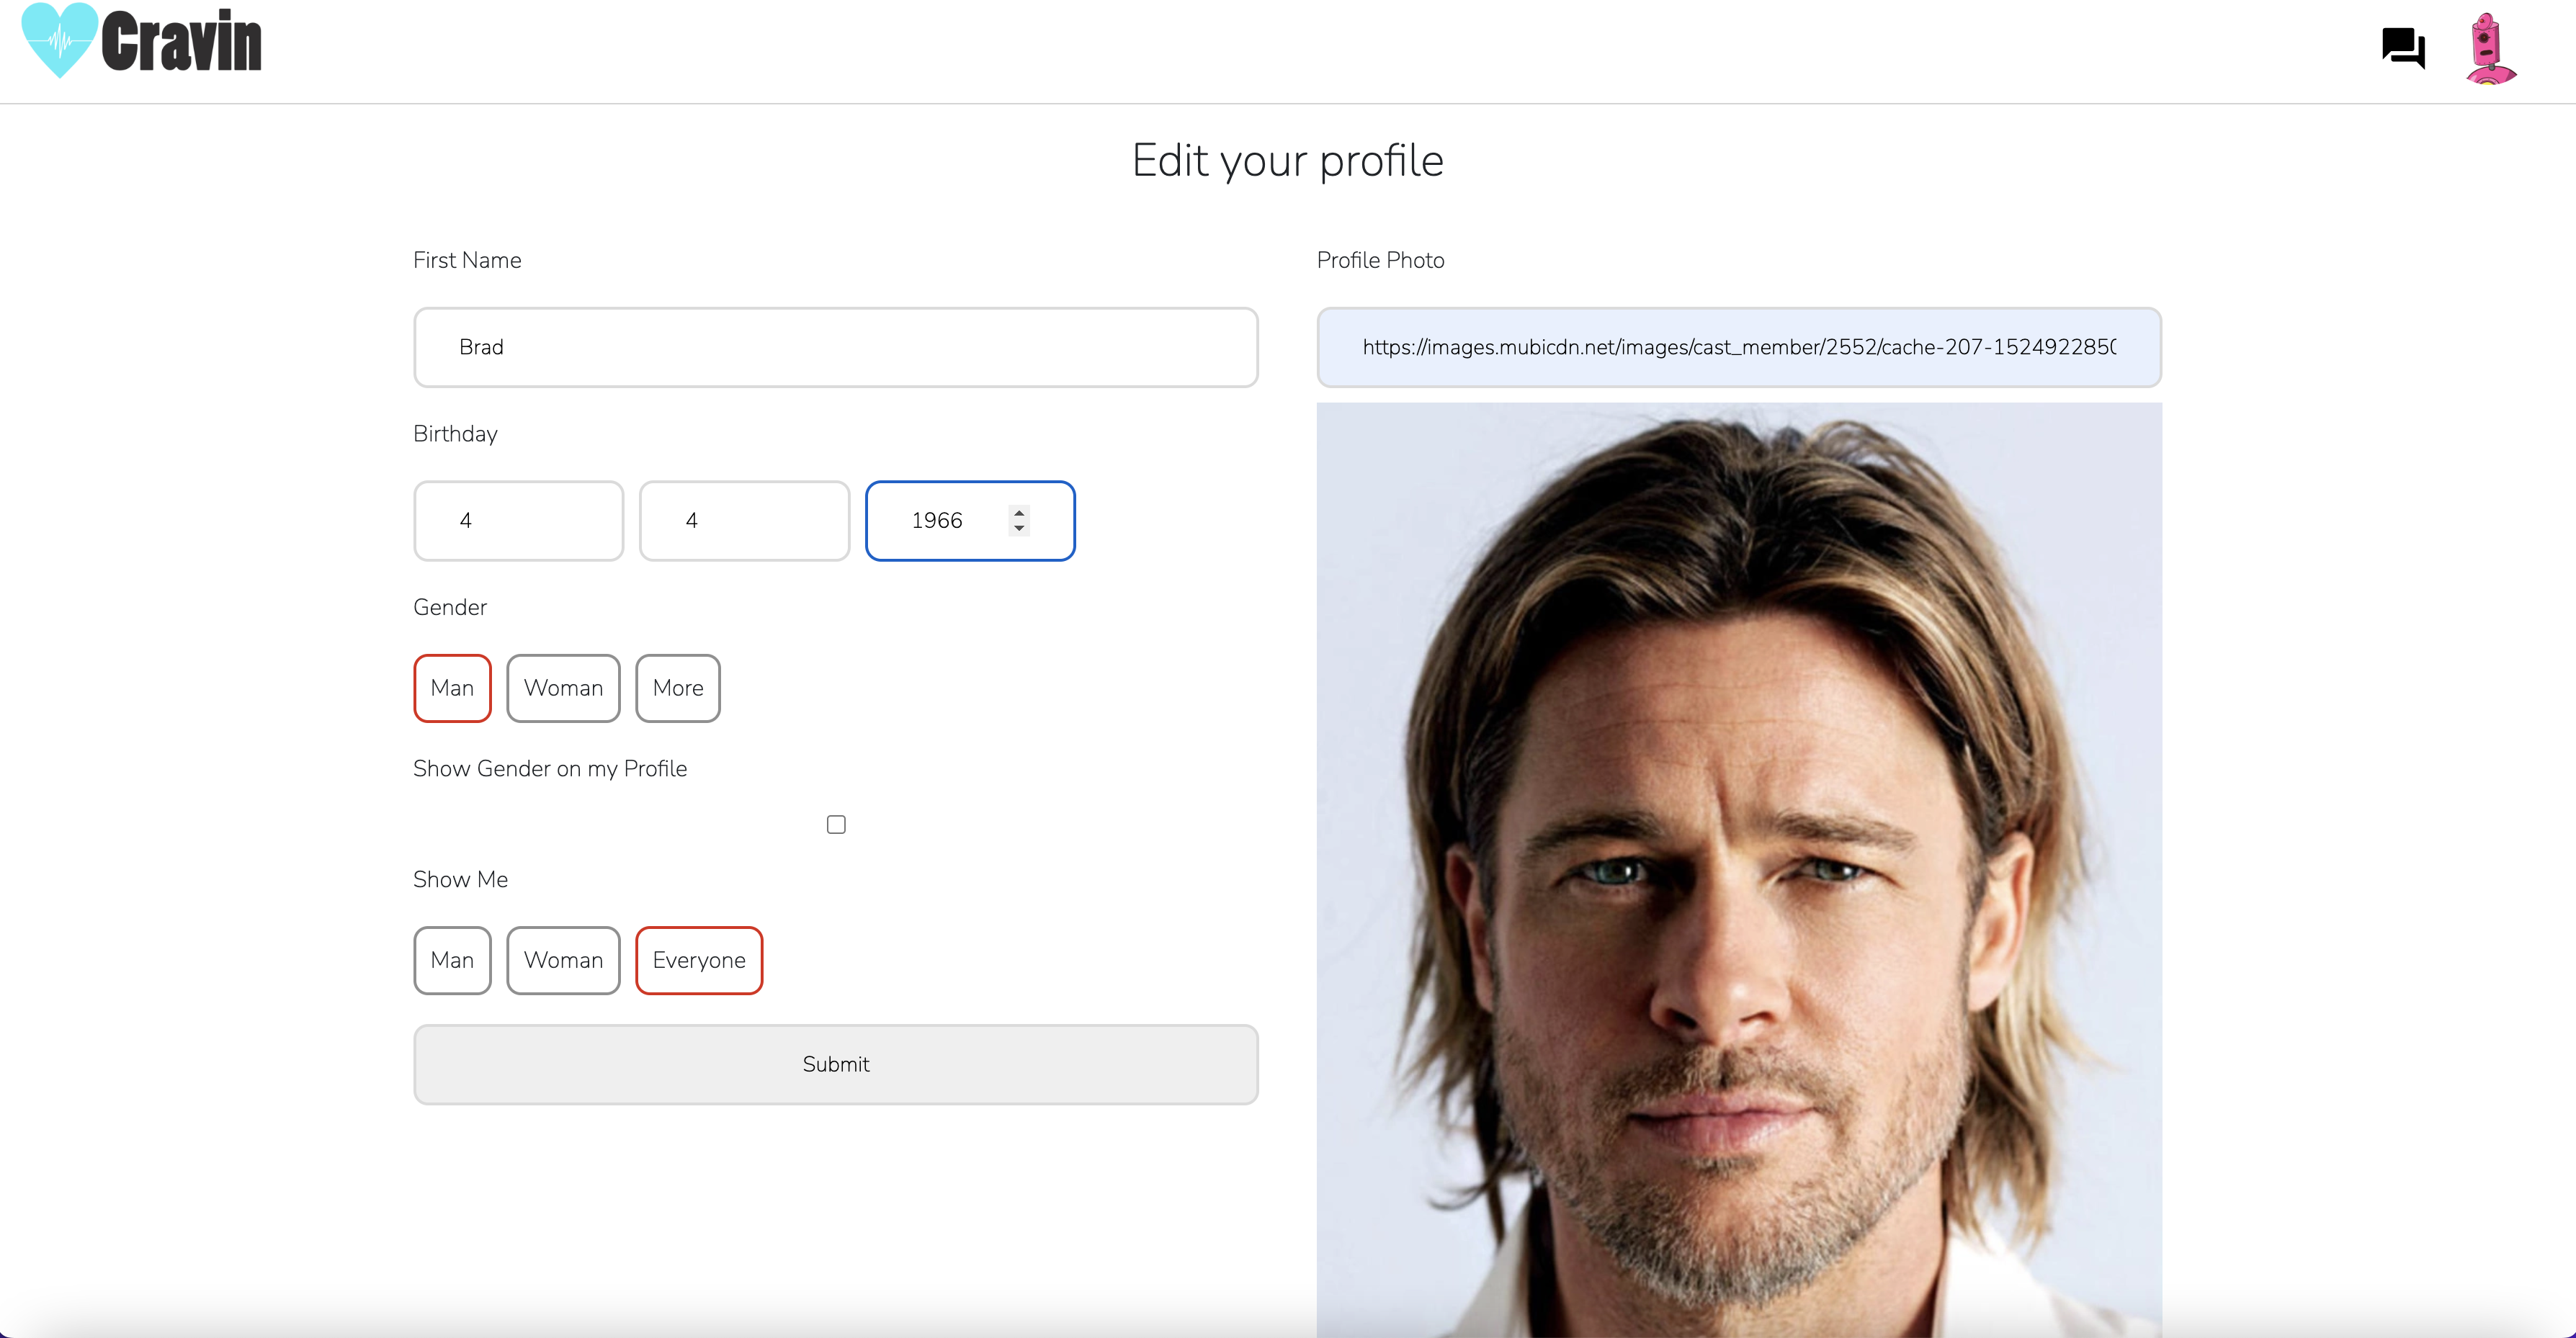 Cravin
Edit your profile
First Name
Brad
Birthday
4
4
1966
Gender
Man
Woman
More
Show Gender on my Profile
Show Me
Man
Woman
Everyone
Submit
Profile Photo
https://images.mubicdn.net/images/cast_member/2552/cache-207-152492285